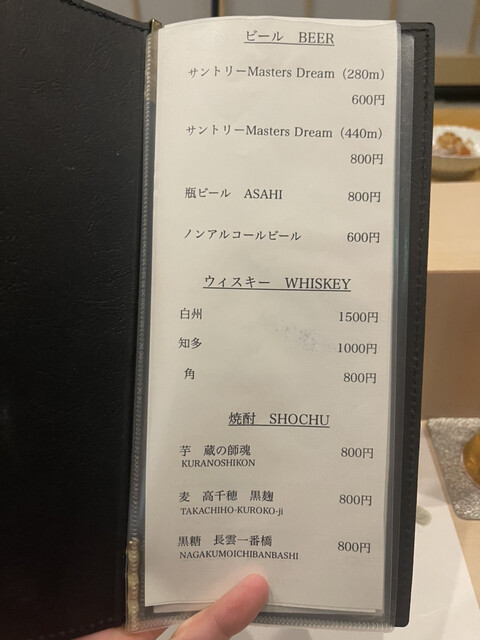 ビール　BEER
サントリーMasters Dream（280m）
600円
サントリーMasters Dream（440m）
800円
瓶ビール　ASAHI　800円
ノンアルコールビール　600円
ウィスキー　WHISKEY
白州　1500円
知多　1000円
角　800円
焼酎　SHOCHU
芋　蔵の師魂　800円
KURANOSHIKON
麦　高千穂　黒麹　800円
TAKACHIHO-KUROKO-ji
黒糖　長雲一番橋　800円
NAGAKUMOICHIBANBASHI